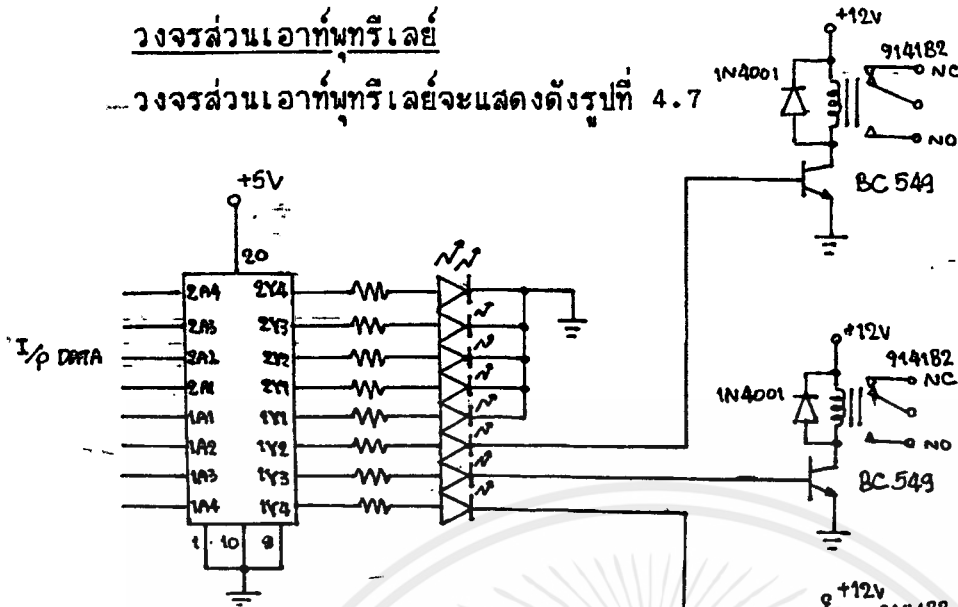 วงจรส่วนเอาท์พุทรีเลย์
วงจรส่วนเอาท์พุทรีเลย์จะแสดงดังรูปที่ 4.7
+12V
9141B2
1N4001
NC
NO
BC 549
+5V
20
2A4 2Y4
2A3 2Y3
I/P DATA
2A2 2Y2
2A1 2Y1
1A1 1Y1
1A2 1Y2
1A3 1Y3
1A4 1Y4
1 10
+12V
9141B2
1N4001
NC
NO
BC 549
+12V